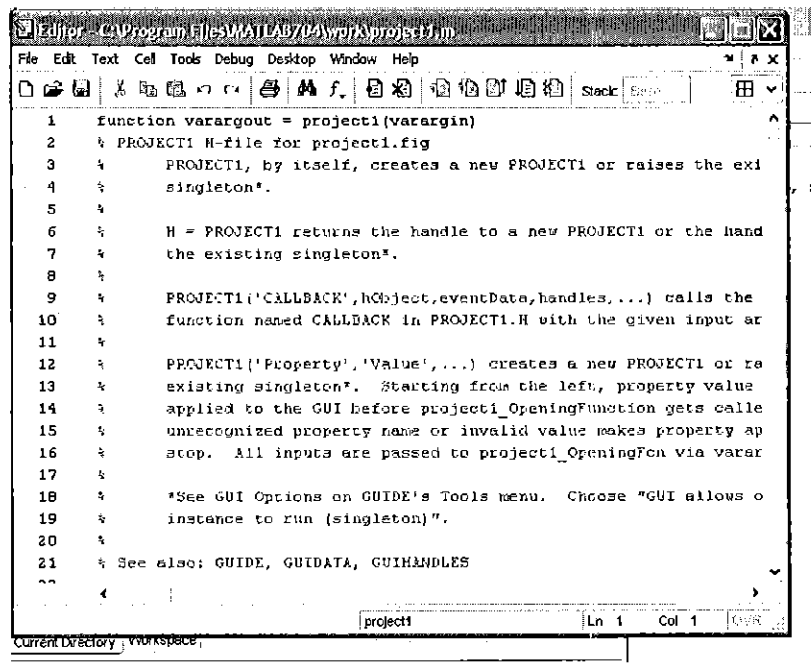 Editor - C:\Program Files\MATLAB704\work\project1.m
File Edit Text Cell Tools Debug Desktop Window Help
Stack: Base
1 function varargout = project1(varargin)
2 % PROJECT1 M-file for project1.fig
3 % PROJECT1, by itself, creates a new PROJECT1 or raises the exi
4 % singleton*.
5 %
6 % H = PROJECT1 returns the handle to a new PROJECT1 or the hand
7 % the existing singleton*.
8 %
9 % PROJECT1('CALLBACK',hObject,eventData,handles,...) calls the
10 % function named CALLBACK in PROJECT1.M with the given input ar
11 %
12 % PROJECT1('Property','Value',...) creates a new PROJECT1 or ra
13 % existing singleton*. Starting from the left, property value
14 % applied to the GUI before project1_OpeningFunction gets calle
15 % unrecognized property name or invalid value makes property ap
16 % stop. All inputs are passed to project1_OpeningFcn via varar
17 %
18 % *See GUI Options on GUIDE's Tools menu. Choose "GUI allows o
19 % instance to run (singleton)".
20 %
21 % See also: GUIDE, GUIDATA, GUIHANDLES
project1 Ln 1 Col 1 OVR
Current Directory Workspace